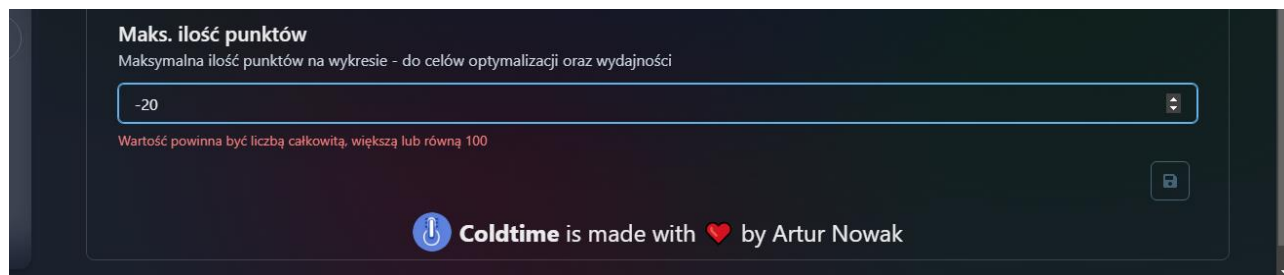 Maks. ilość punktów
Maksymalna ilość punktów na wykresie - do celów optymalizacji oraz wydajności
-20
Wartość powinna być liczbą całkowitą, większą lub równą 100
Coldtime is made with ❤️ by Artur Nowak